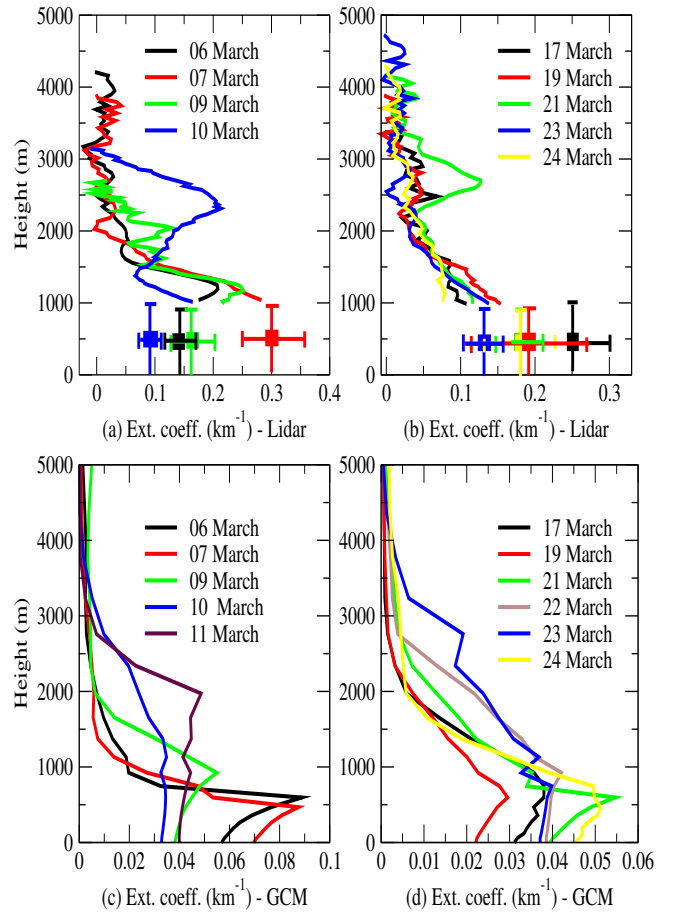 5000
4000
3000
2000
1000
0
Height (m)
06 March
07 March
09 March
10 March
0 0.1 0.2 0.3 0.4
(a) Ext. coeff. (km⁻¹) - Lidar
5000
4000
3000
2000
1000
0
Height (m)
17 March
19 March
21 March
23 March
24 March
0 0.1 0.2 0.3
(b) Ext. coeff. (km⁻¹) - Lidar
5000
4000
3000
2000
1000
0
Height (m)
06 March
07 March
09 March
10 March
11 March
0 0.02 0.04 0.06 0.08 0.1
(c) Ext. coeff. (km⁻¹) - GCM
5000
4000
3000
2000
1000
0
17 March
19 March
21 March
22 March
23 March
24 March
0 0.01 0.02 0.03 0.04 0.05 0.06
(d) Ext. coeff. (km⁻¹) - GCM